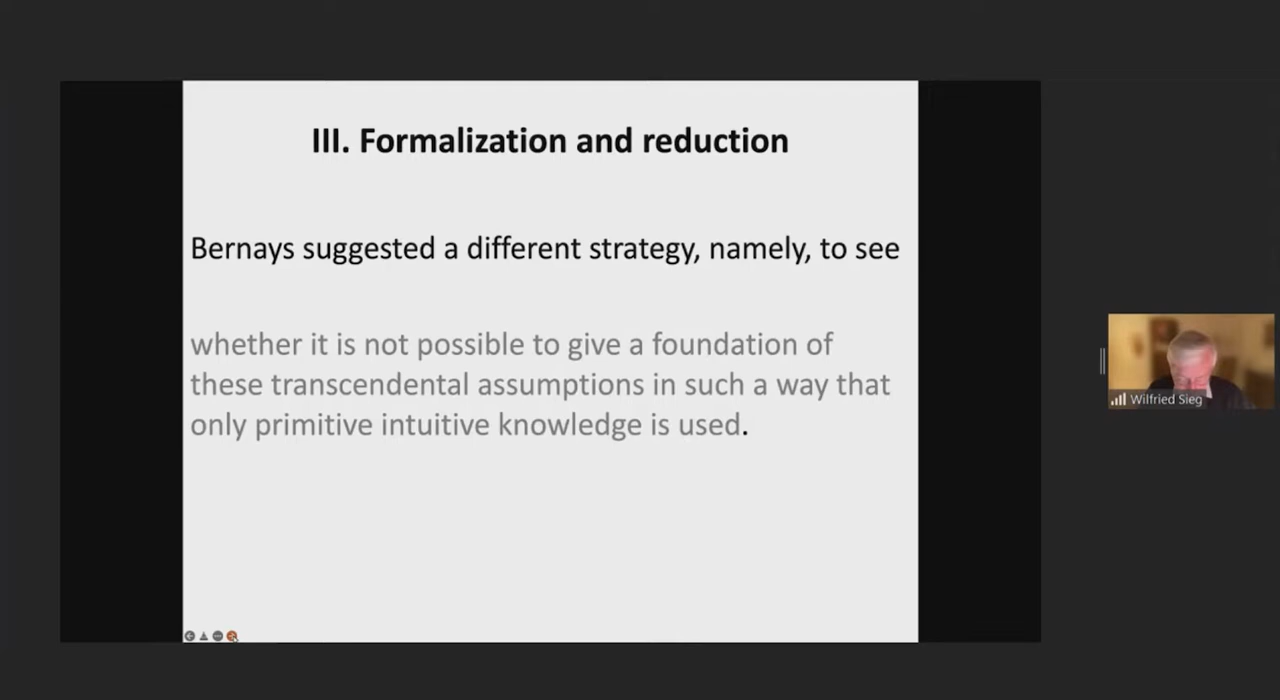 III. Formalization and reduction
Bernays suggested a different strategy, namely, to see
whether it is not possible to give a foundation of
these transcendental assumptions in such a way that
only primitive intuitive knowledge is used.
Wilfried Sieg